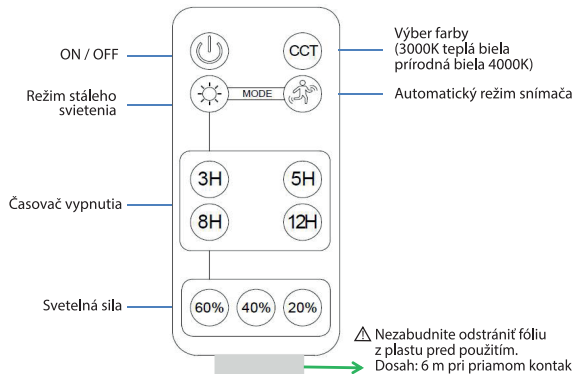 ON / OFF
CCT
Výber farby
(3000K teplá biela
prírodná biela 4000K)
Režim stáleho
svietenia
MODE
Automatický režim snímača
Časovač vypnutia
3H
5H
8H
12H
Svetelná sila
60%
40%
20%
Nezabudnite odstrániť fóliu
z plastu pred použitím.
Dosah: 6 m pri priamom kontak